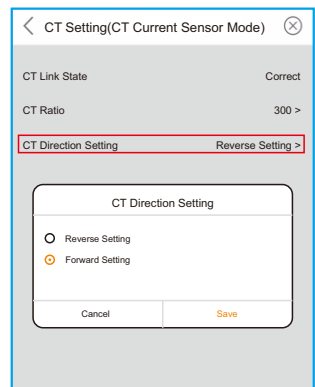 CT Setting(CT Current Sensor Mode)
CT Link State Correct
CT Ratio 300 >
CT Direction Setting Reverse Setting >
CT Direction Setting
Reverse Setting
Forward Setting
Cancel Save